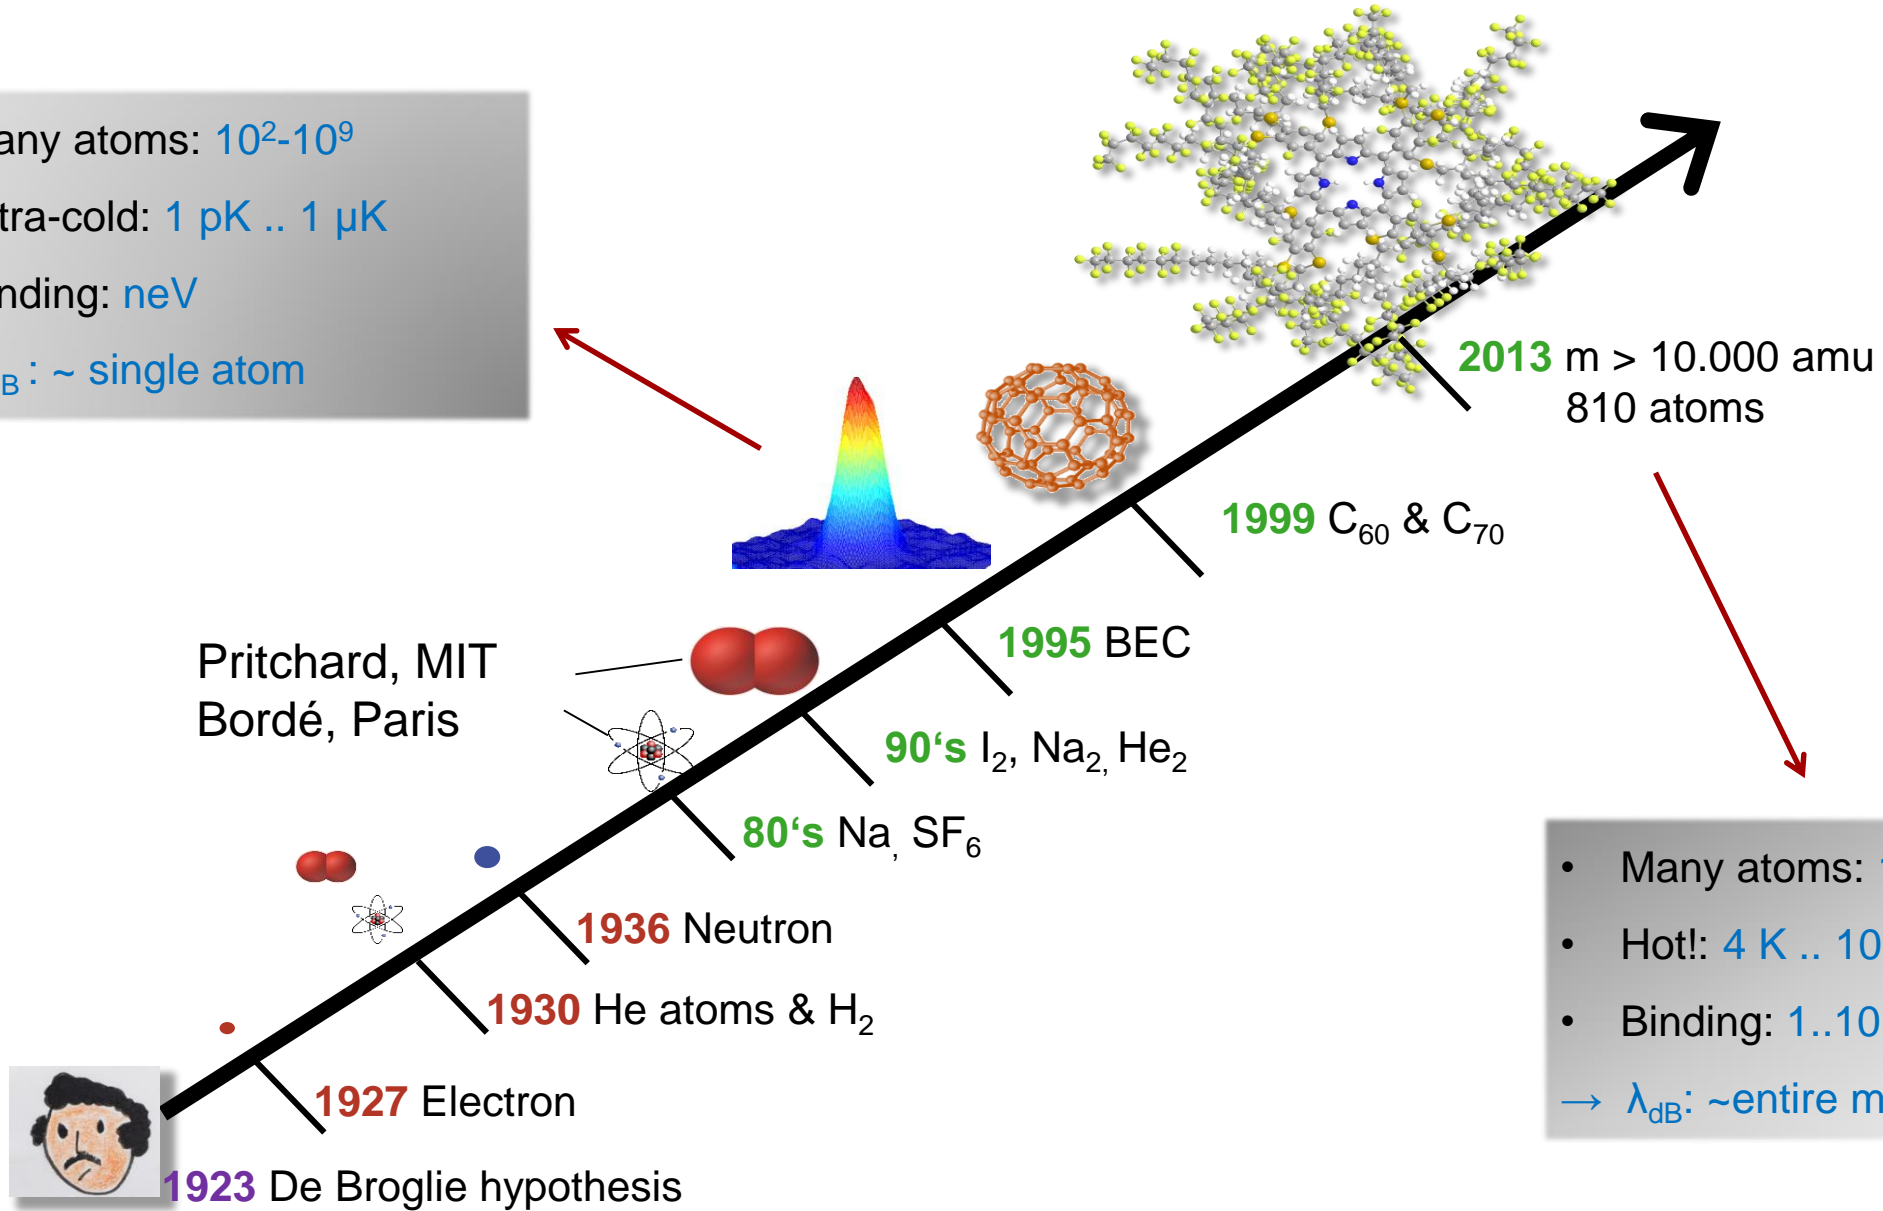 any atoms: 10²-10⁹
tra-cold: 1 pK .. 1 µK
nding: neV
B : ~ single atom
2013 m > 10.000 amu
810 atoms
1999 C₆₀ & C₇₀
1995 BEC
Pritchard, MIT
Bordé, Paris
90‘s I₂, Na₂, He₂
80‘s Na, SF₆
1936 Neutron
1930 He atoms & H₂
1927 Electron
1923 De Broglie hypothesis
• Many atoms:
• Hot!: 4 K .. 10
• Binding: 1..10
→ λdB: ~entire m